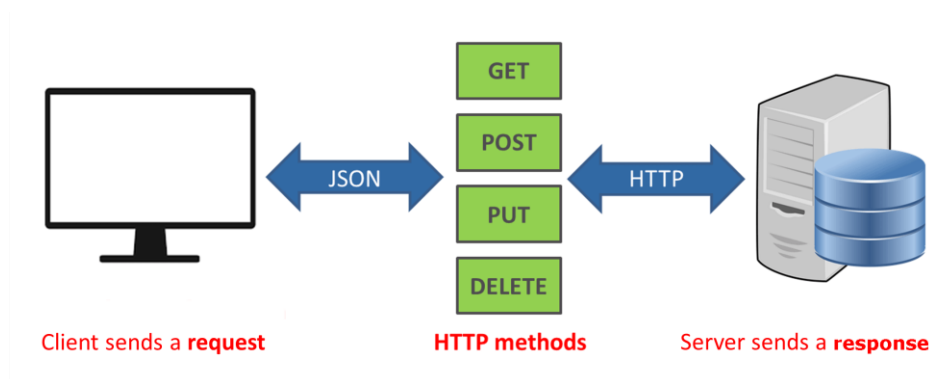 GET
POST
JSON
HTTP
PUT
DELETE
Client sends a request
HTTP methods
Server sends a response